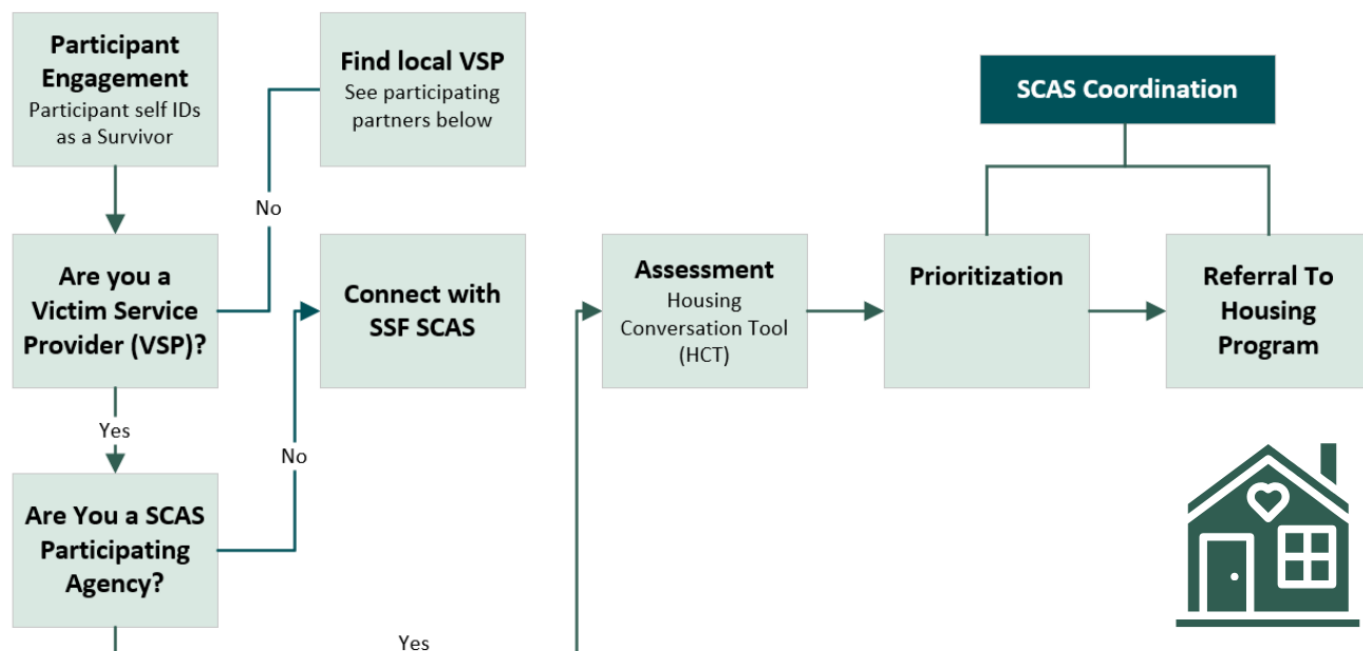 Participant
Engagement
Participant self IDs
as a Survivor
Find local VSP
See participating
partners below
SCAS Coordination
No
Are you a
Victim Service
Provider (VSP)?
Connect with
SSF SCAS
Assessment
Housing
Conversation Tool
(HCT)
Prioritization
Referral To
Housing
Program
Yes
No
Are You a SCAS
Participating
Agency?
Yes